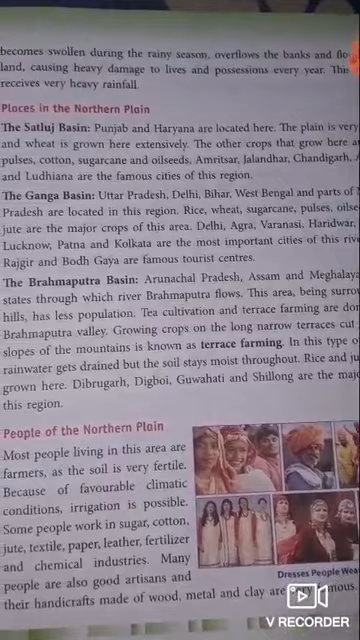 becomes swollen during the rainy season, overflows the banks and
land, causing heavy damage to lives and possessions every year. This
receives very heavy rainfall.
Places in the Northern Plain
The Satluj Basin: Punjab and Haryana are located here. The plain is very
and wheat is grown here extensively. The other crops that grow here
pulses, cotton, sugarcane and oilseeds. Amritsar, Jalandhar, Chandigarh,
and Ludhiana are the famous cities of this region.
The Ganga Basin: Uttar Pradesh, Delhi, Bihar, West Bengal and parts of
Pradesh are located in this region. Rice, wheat, sugarcane, pulses,
jute are the major crops of this area. Delhi, Agra, Varanasi, Haridwar,
Lucknow, Patna and Kolkata are the most important cities of this
Rajgir and Bodh Gaya are famous tourist centres.
The Brahmaputra Basin: Arunachal Pradesh, Assam and Meghalaya
states through which river Brahmaputra flows. This area, being
hills, has less population. Tea cultivation and terrace farming are
Brahmaputra valley. Growing crops on the long narrow terraces cut
slopes of the mountains is known as terrace farming. In this type
rainwater gets drained but the soil stays moist throughout. Rice and
grown here. Dibrugarh, Digboi, Guwahati and Shillong are the
this region.
People of the Northern Plain
Most people living in this area are
farmers, as the soil is very fertile.
Because of favourable climatic
conditions, irrigation is possible.
Some people work in sugar, cotton,
jute, textile, paper, leather, fertilizer
and chemical industries. Many
people are also good artisans and
Dresses People
their handicrafts made of wood, metal and clay are
V RECORDER